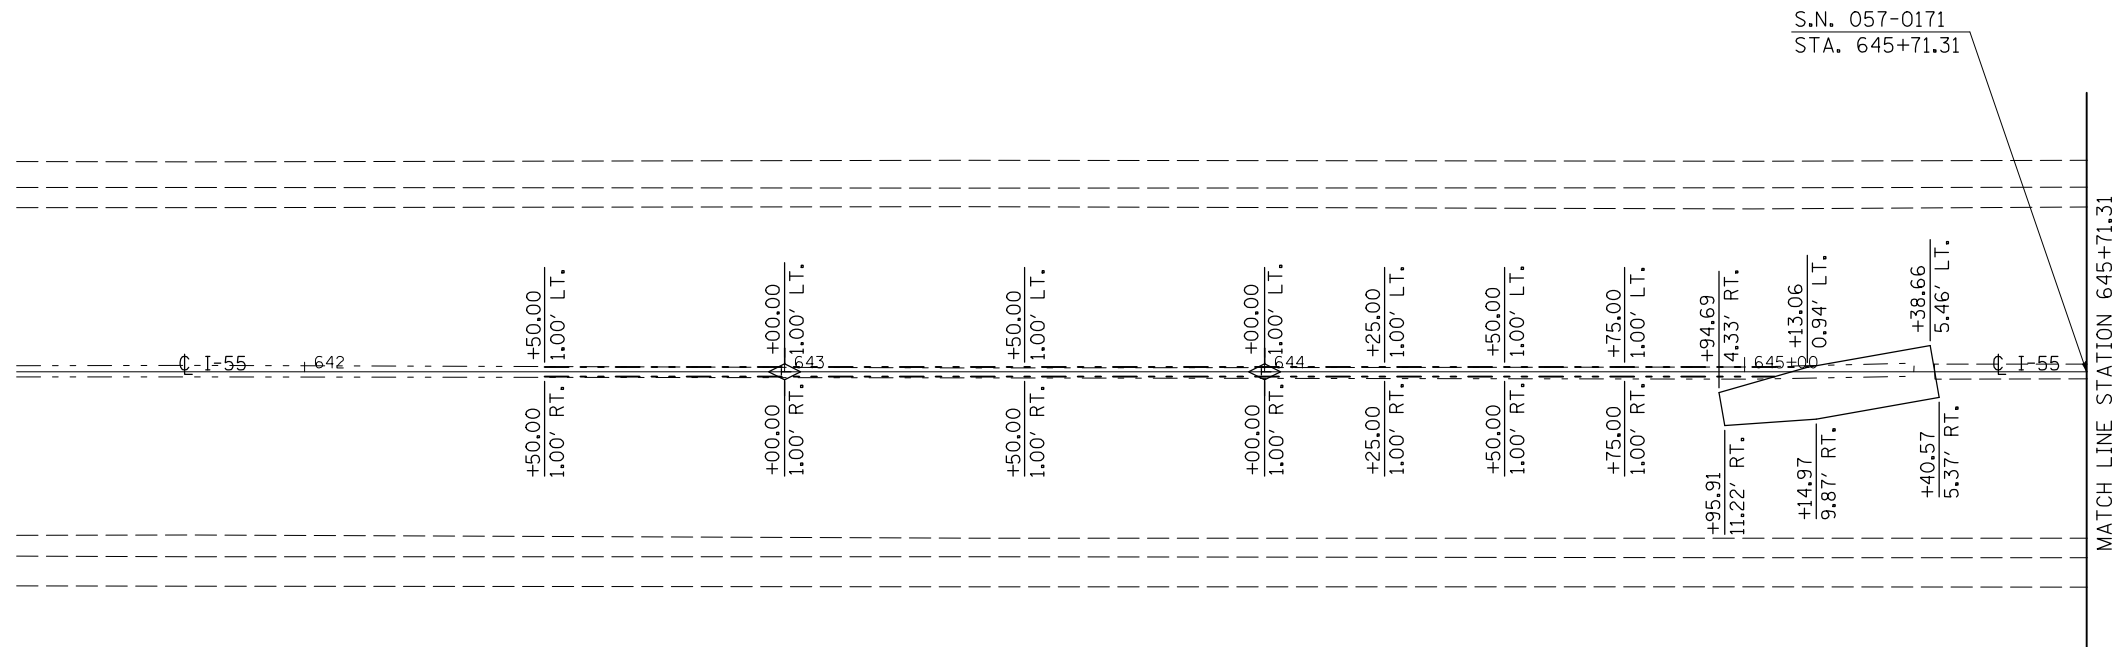 S.N. 057-0171
STA. 645+71.31
+50.00
1.00' LT.
+00.00
1.00' LT.
+50.00
1.00' LT.
+00.00
1.00' LT.
+25.00
1.00' LT.
+50.00
1.00' LT.
+75.00
1.00' LT.
+94.69
4.33' RT.
+13.06
0.94' LT.
+38.66
5.46' LT.
℄ I-55
642
643
644
645+00
℄ I-55
+50.00
1.00' RT.
+00.00
1.00' RT.
+50.00
1.00' RT.
+00.00
1.00' RT.
+25.00
1.00' RT.
+50.00
1.00' RT.
+75.00
1.00' RT.
+95.91
11.22' RT.
+14.97
9.87' RT.
+40.57
5.37' RT.
MATCH LINE STATION 645+71.31